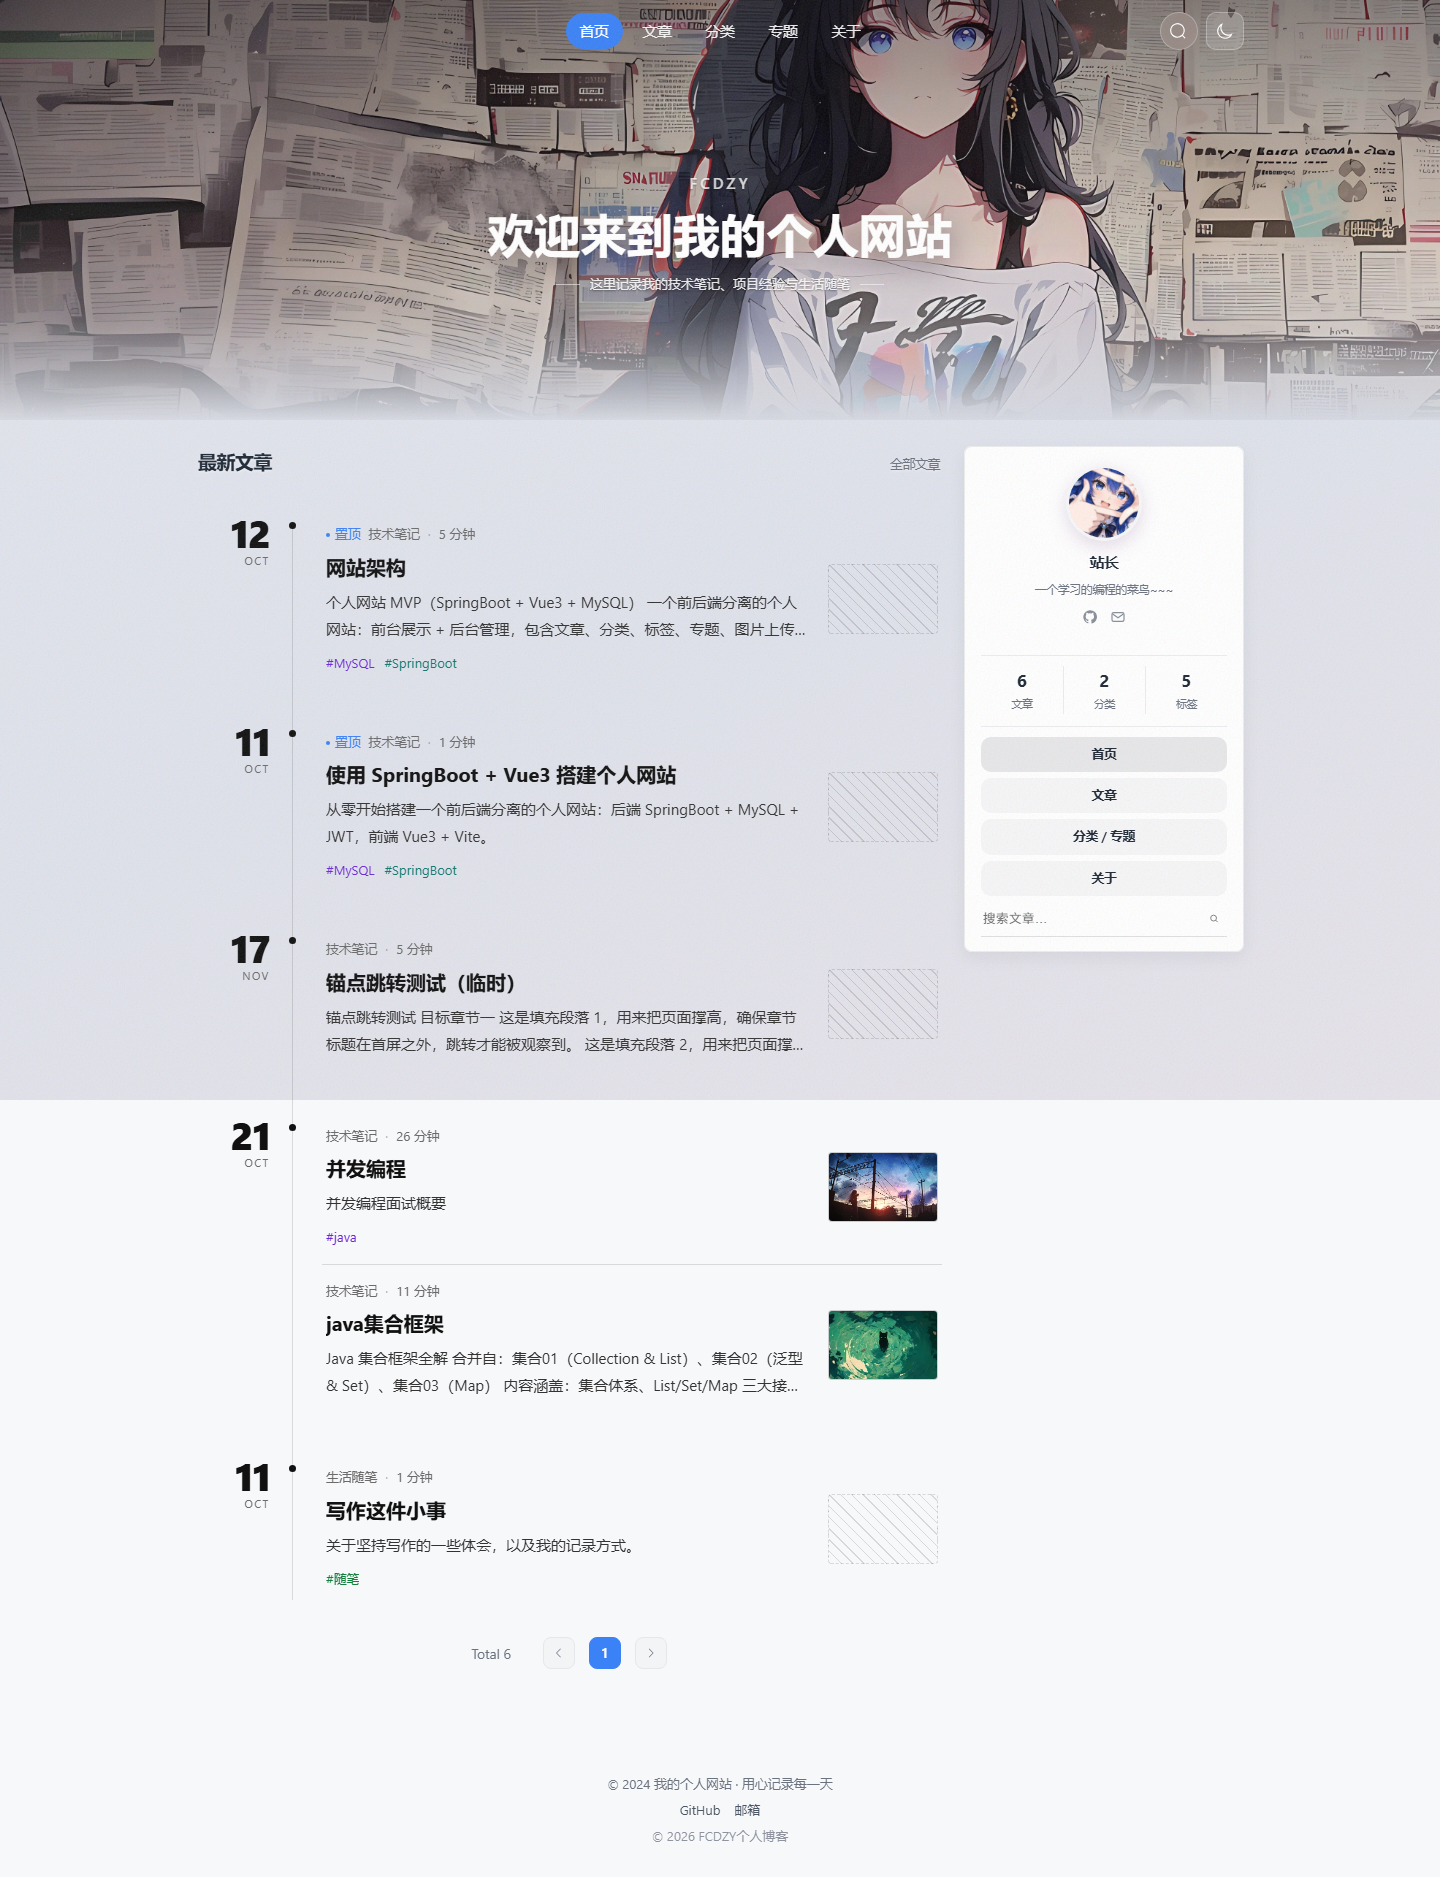 首页
文章
分类
专题
关于
FCDZY
欢迎来到我的个人网站
这里记录我的技术笔记、项目经验与生活随笔
最新文章
全部文章
12
OCT
置顶 技术笔记 · 5 分钟
网站架构
个人网站 MVP（SpringBoot + Vue3 + MySQL） 一个前后端分离的个人
网站：前台展示 + 后台管理，包含文章、分类、标签、专题、图片上传...
#MySQL #SpringBoot
11
OCT
置顶 技术笔记 · 1 分钟
使用 SpringBoot + Vue3 搭建个人网站
从零开始搭建一个前后端分离的个人网站：后端 SpringBoot + MySQL +
JWT，前端 Vue3 + Vite。
#MySQL #SpringBoot
17
NOV
技术笔记 · 5 分钟
锚点跳转测试（临时）
锚点跳转测试 目标章节一 这是填充段落 1，用来把页面撑高，确保章节
标题在首屏之外，跳转才能被观察到。 这是填充段落 2，用来把页面撑...
21
OCT
技术笔记 · 26 分钟
并发编程
并发编程面试概要
#java
技术笔记 · 11 分钟
java集合框架
Java 集合框架全解 合并自：集合01（Collection & List）、集合02（泛型
& Set）、集合03（Map） 内容涵盖：集合体系、List/Set/Map 三大接...
11
OCT
生活随笔 · 1 分钟
写作这件小事
关于坚持写作的一些体会，以及我的记录方式。
#随笔
Total 6
1
站长
一个学习的编程的菜鸟~~~
6
文章
2
分类
5
标签
首页
文章
分类 / 专题
关于
搜索文章...
© 2024 我的个人网站 · 用心记录每一天
GitHub 邮箱
© 2026 FCDZY个人博客